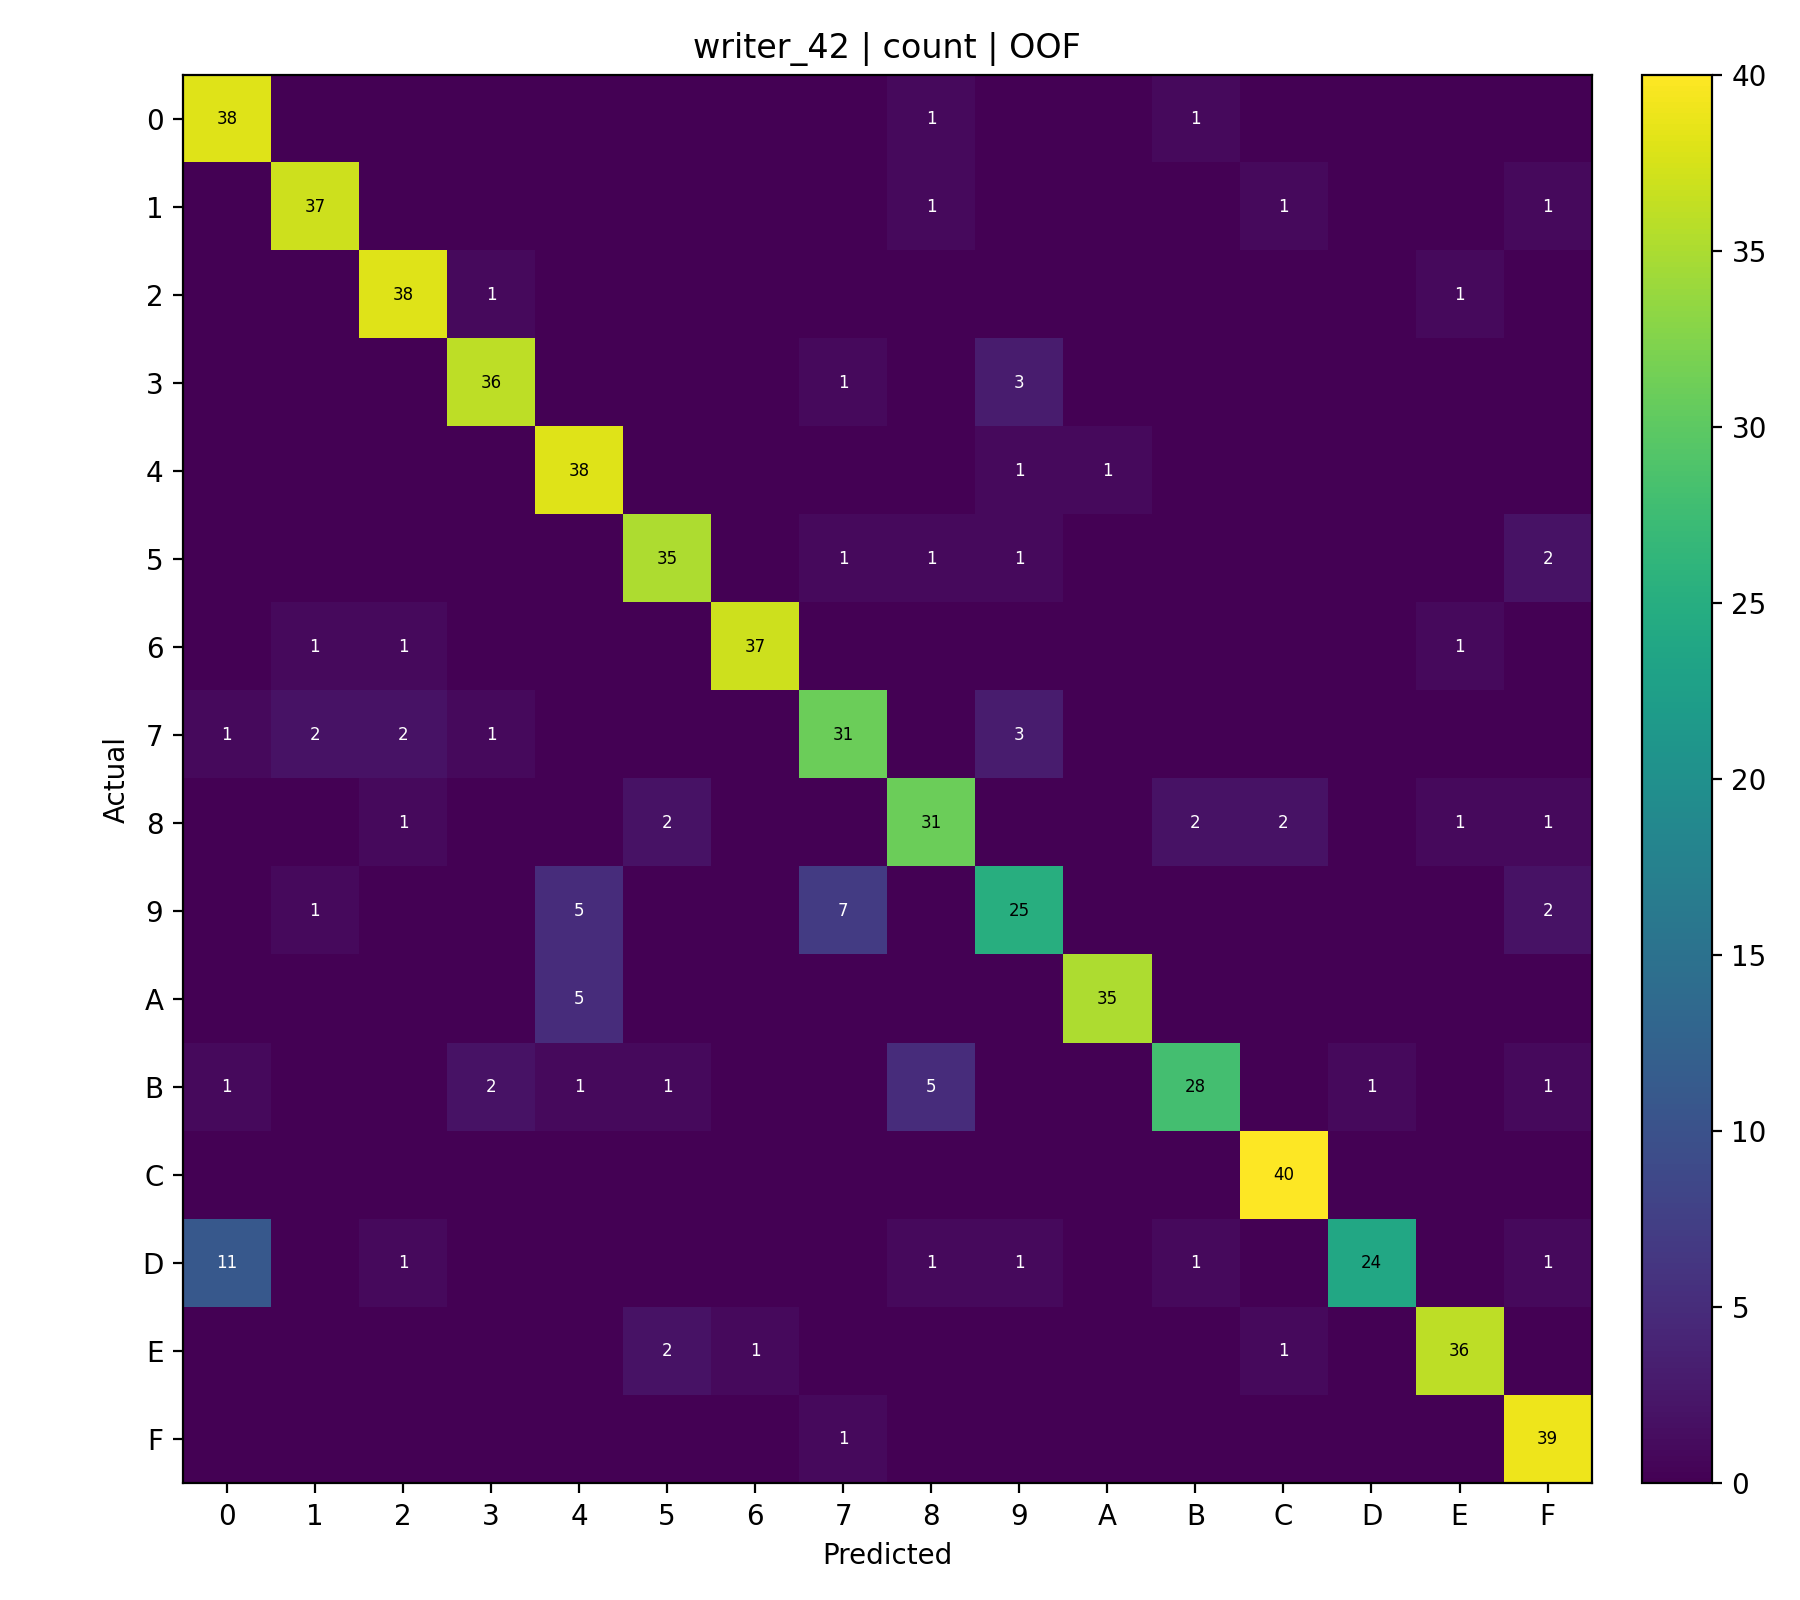 writer_42 | count | OOF
0 38 1 1
1 37 1 1 1
2 38 1 1
3 36 1 3
4 38 1 1
5 35 1 1 1 2
6 1 1 37 1
7 1 2 2 1 31 3
8 1 2 31 2 2 1 1
9 1 5 7 25 2
A 5 35
B 1 2 1 1 5 28 1 1
C 40
D 11 1 1 1 1 24 1
E 2 1 1 36
F 1 39
0 1 2 3 4 5 6 7 8 9 A B C D E F
Predicted
Actual
40
35
30
25
20
15
10
5
0